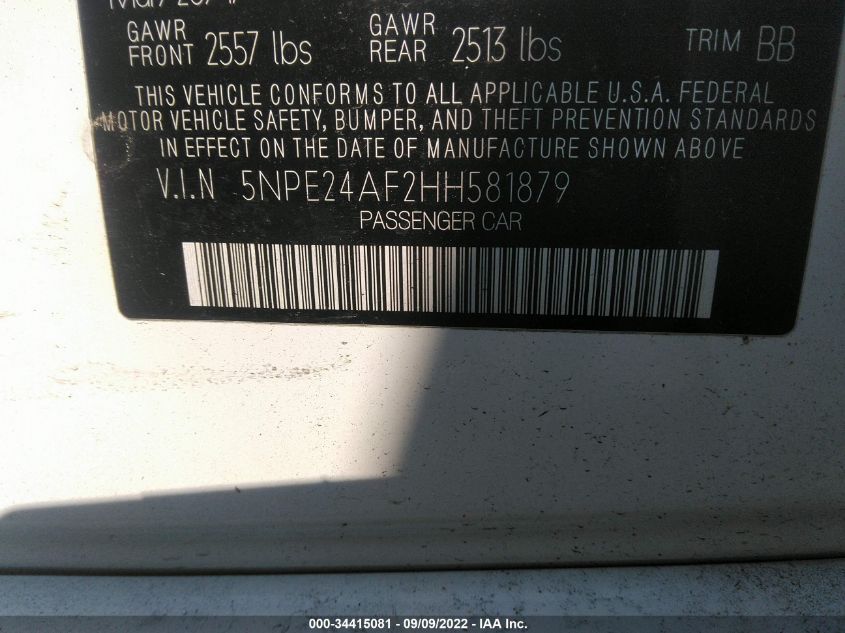 GAWR FRONT 2557 lbs GAWR REAR 2513 lbs TRIM BB
THIS VEHICLE CONFORMS TO ALL APPLICABLE U.S.A. FEDERAL
MOTOR VEHICLE SAFETY, BUMPER, AND THEFT PREVENTION STANDARDS
IN EFFECT ON THE DATE OF MANUFACTURE SHOWN ABOVE
V.I.N 5NPE24AF2HH581879
PASSENGER CAR
000-34415081 - 09/09/2022 - IAA Inc.